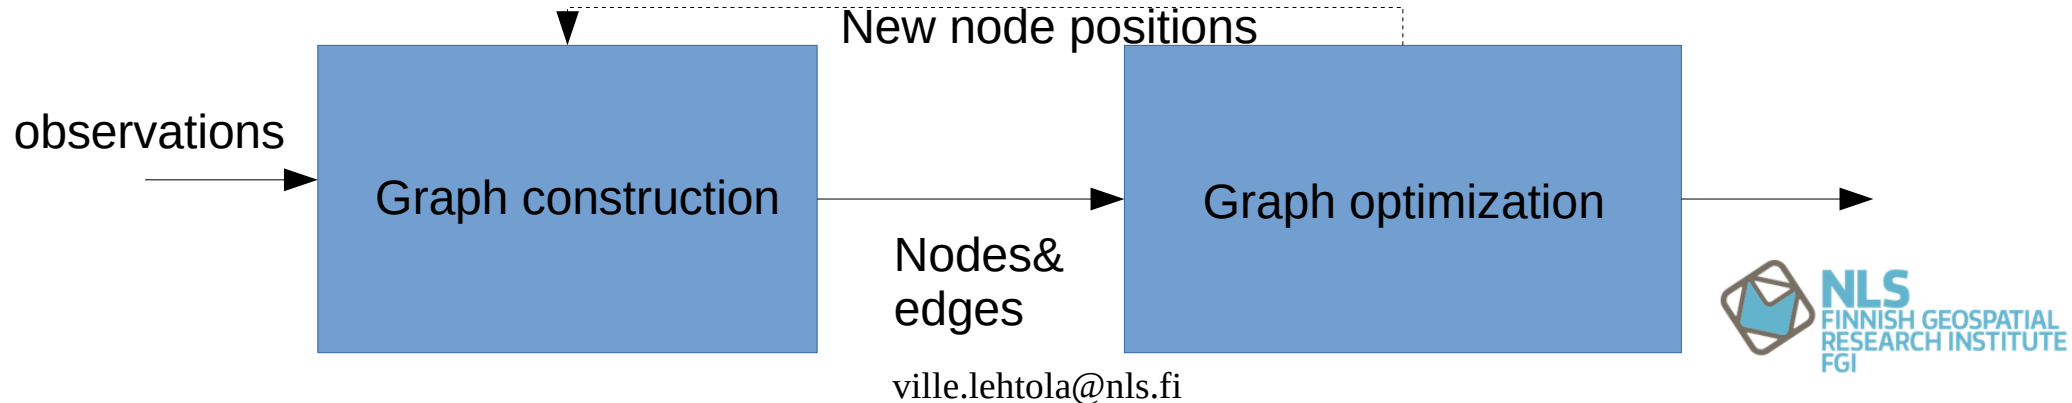 New node positions
observations
Graph construction
Graph optimization
Nodes&
edges
NLS
FINNISH GEOSPATIAL
RESEARCH INSTITUTE
FGI
ville.lehtola@nls.fi